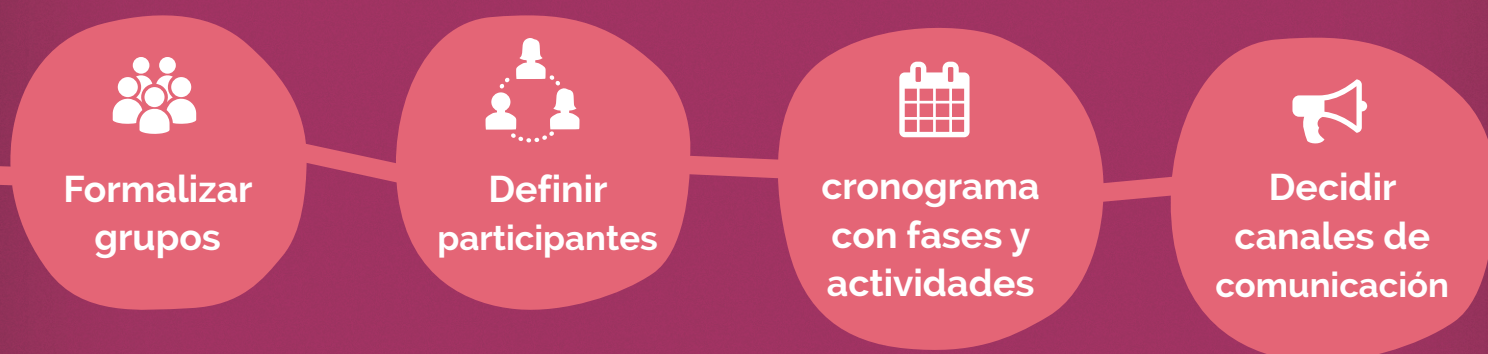 Formalizar
grupos
Definir
participantes
cronograma
con fases y
actividades
Decidir
canales de
comunicación